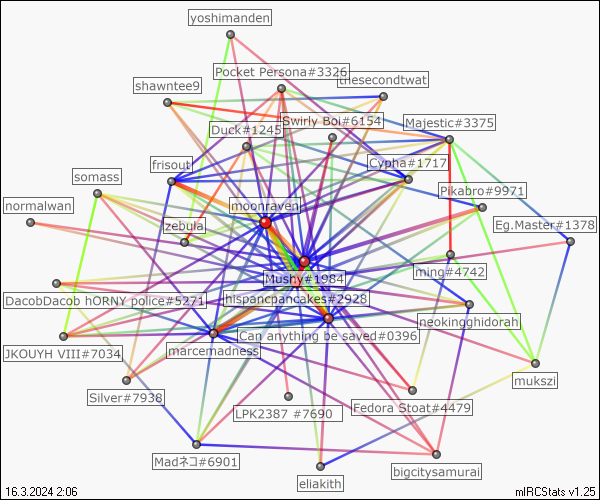 yoshimanden
Pocket Persona#3326
thesecondtwat
shawntee9
Swirly Boi#6154
Majestic#3375
Duck#1245
frisout
Cypha#1717
somass
Pikabro#9971
normalwan
moonraven
zebula
Eg.Master#1378
Mushy#1984
ming#4742
DacobDacob hORNY police#5271
hispancpancakes#2928
neokingghidorah
Can anything be saved#0396
JKOUYH VIII#7034
marcemadness
mukszi
Silver#7938
LPK2387 #7690
Fedora Stoat#4479
Madネコ#6901
bigcitysamurai
eliakith
16.3.2024 2:06
mIRCStats v1.25